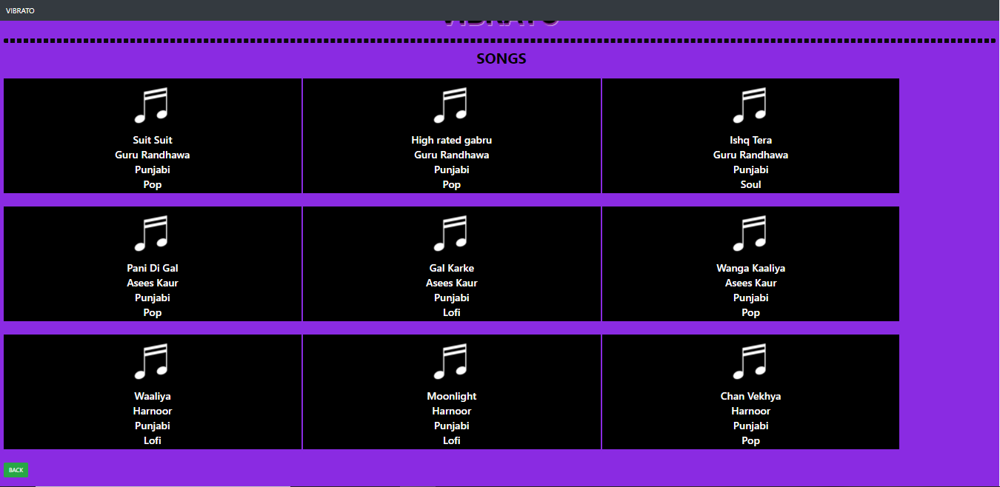 VIBRATO
VIBRATO
SONGS
Suit Suit
Guru Randhawa
Punjabi
Pop
High rated gabru
Guru Randhawa
Punjabi
Pop
Ishq Tera
Guru Randhawa
Punjabi
Soul
Pani Di Gal
Asees Kaur
Punjabi
Pop
Gal Karke
Asees Kaur
Punjabi
Lofi
Wanga Kaaliya
Asees Kaur
Punjabi
Pop
Waaliya
Harnoor
Punjabi
Lofi
Moonlight
Harnoor
Punjabi
Lofi
Chan Vekhya
Harnoor
Punjabi
Pop
BACK